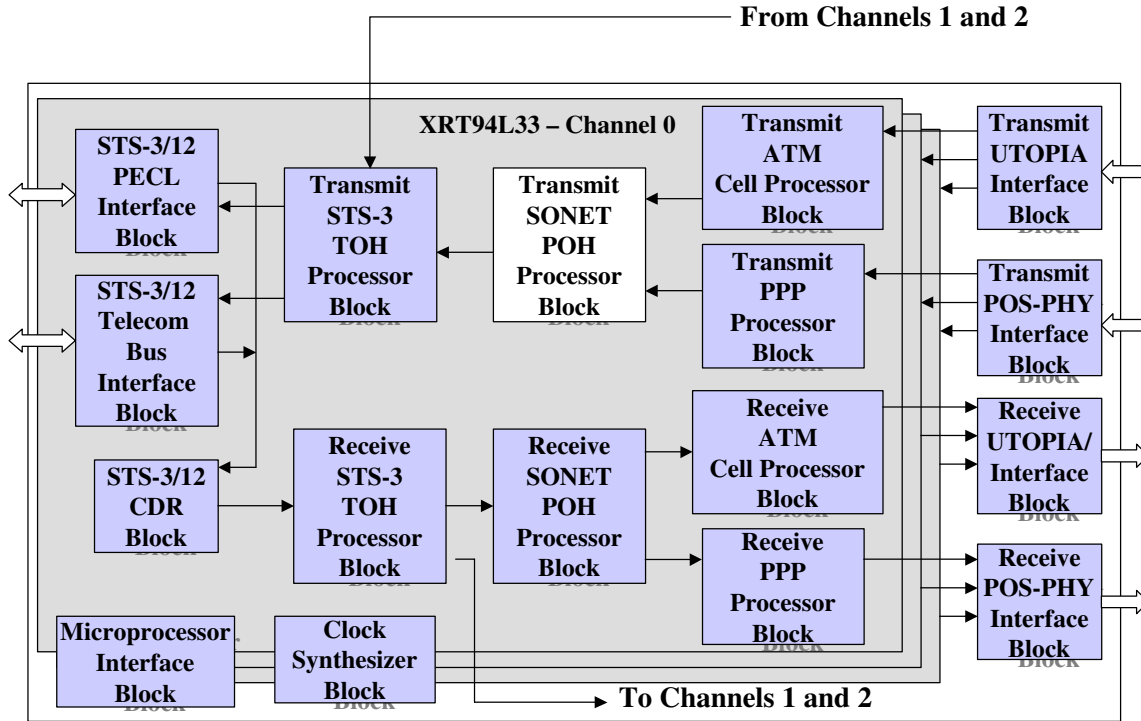 From Channels 1 and 2
XRT94L33 – Channel 0
STS-3/12
PECL
Interface
Block
Transmit
STS-3
TOH
Processor
Block
Transmit
SONET
POH
Processor
Block
Transmit
ATM
Cell Processor
Block
Transmit
UTOPIA
Interface
Block
STS-3/12
Telecom
Bus
Interface
Block
Transmit
PPP
Processor
Block
Transmit
POS-PHY
Interface
Block
STS-3/12
CDR
Block
Receive
STS-3
TOH
Processor
Block
Receive
SONET
POH
Processor
Block
Receive
ATM
Cell Processor
Block
Receive
UTOPIA/
Interface
Block
Receive
PPP
Processor
Block
Receive
POS-PHY
Interface
Block
Microprocessor
Interface
Block
Clock
Synthesizer
Block
To Channels 1 and 2